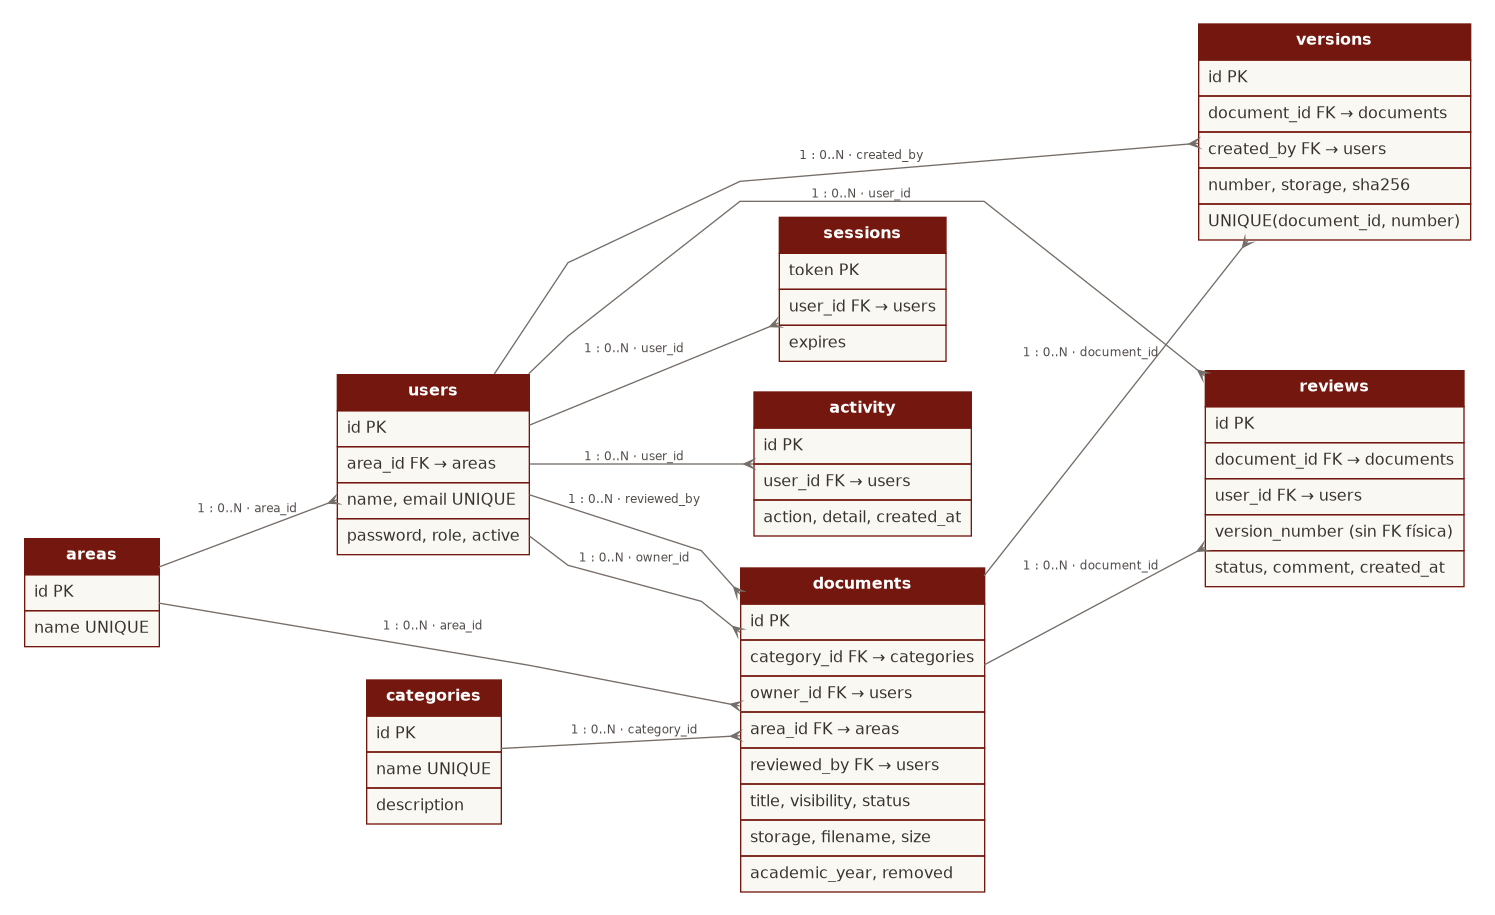 versions
id PK
document_id FK → documents
created_by FK → users
number, storage, sha256
UNIQUE(document_id, number)
1 : 0..N · created_by
1 : 0..N · user_id
sessions
token PK
user_id FK → users
expires
1 : 0..N · user_id
1 : 0..N · document_id
users
id PK
area_id FK → areas
name, email UNIQUE
password, role, active
activity
id PK
user_id FK → users
action, detail, created_at
1 : 0..N · user_id
reviews
id PK
document_id FK → documents
user_id FK → users
version_number (sin FK física)
status, comment, created_at
1 : 0..N · reviewed_by
1 : 0..N · area_id
1 : 0..N · owner_id
1 : 0..N · document_id
areas
id PK
name UNIQUE
1 : 0..N · area_id
documents
id PK
category_id FK → categories
owner_id FK → users
area_id FK → areas
reviewed_by FK → users
title, visibility, status
storage, filename, size
academic_year, removed
categories
id PK
name UNIQUE
description
1 : 0..N · category_id